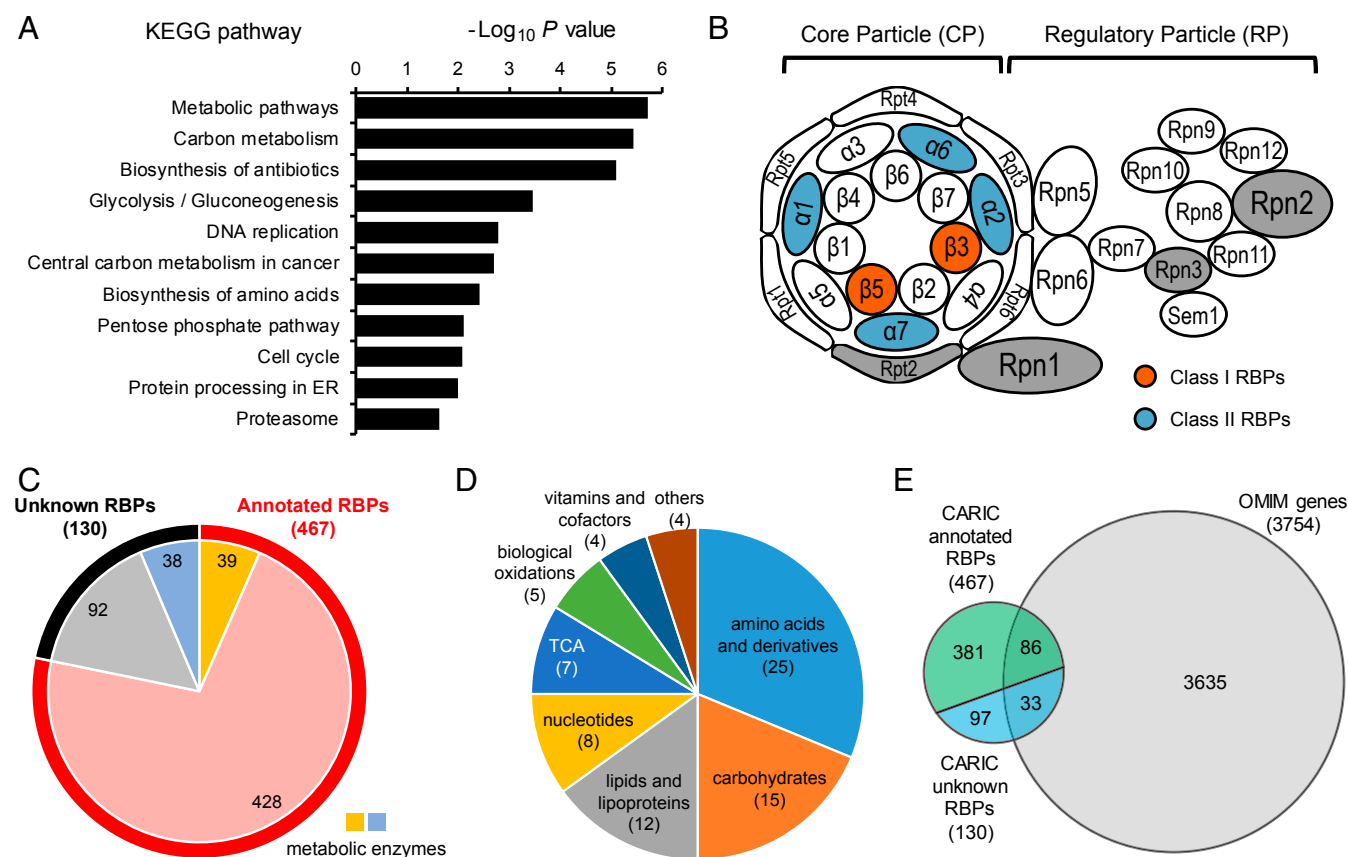 A
KEGG pathway
-Log10 P value
0 1 2 3 4 5 6
Metabolic pathways
Carbon metabolism
Biosynthesis of antibiotics
Glycolysis / Gluconeogenesis
DNA replication
Central carbon metabolism in cancer
Biosynthesis of amino acids
Pentose phosphate pathway
Cell cycle
Protein processing in ER
Proteasome
B
Core Particle (CP)
Regulatory Particle (RP)
Rpt4
Rpt5
Rpt3
Rpt1
Rpt6
Rpt2
α3
α6
α1
α2
α5
α4
α7
β6
β4
β7
β1
β3
β5
β2
Rpn5
Rpn6
Rpn1
Rpn9
Rpn10
Rpn12
Rpn8
Rpn2
Rpn7
Rpn11
Rpn3
Sem1
Class I RBPs
Class II RBPs
C
Unknown RBPs
(130)
Annotated RBPs
(467)
38
39
92
428
metabolic enzymes
D
vitamins and
cofactors
(4)
others
(4)
biological
oxidations
(5)
TCA
(7)
nucleotides
(8)
lipids and
lipoproteins
(12)
carbohydrates
(15)
amino acids
and derivatives
(25)
E
CARIC
annotated
RBPs
(467)
OMIM genes
(3754)
381
86
97
33
3635
CARIC
unknown
RBPs
(130)